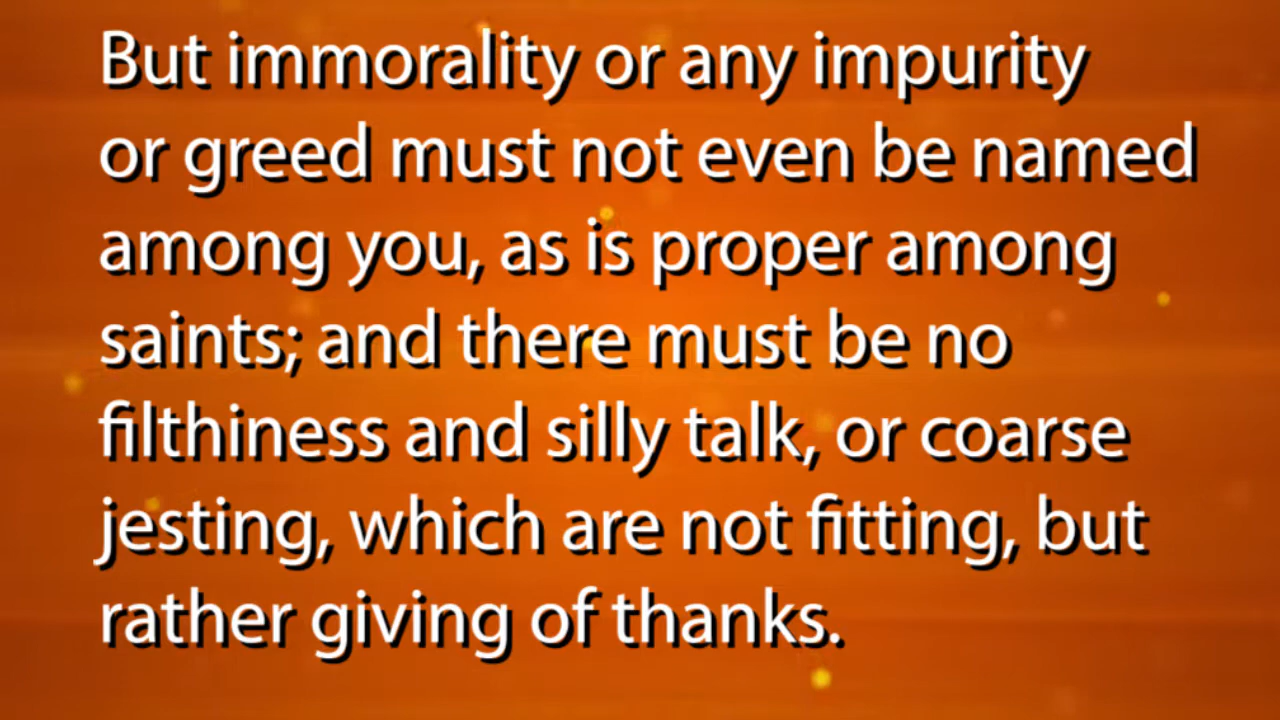 But immorality or any impurity
or greed must not even be named
among you, as is proper among
saints; and there must be no
filthiness and silly talk, or coarse
jesting, which are not fitting, but
rather giving of thanks.